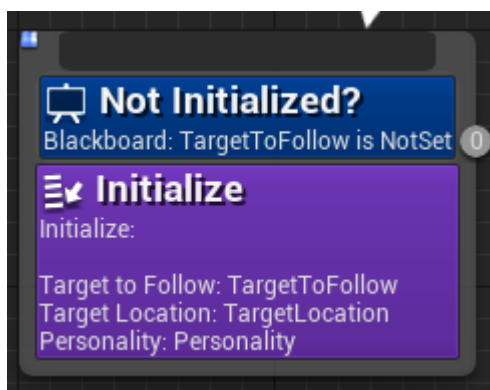 Not Initialized?
Blackboard: TargetToFollow is NotSet
0
Initialize
Initialize:
Target to Follow: TargetToFollow
Target Location: TargetLocation
Personality: Personality